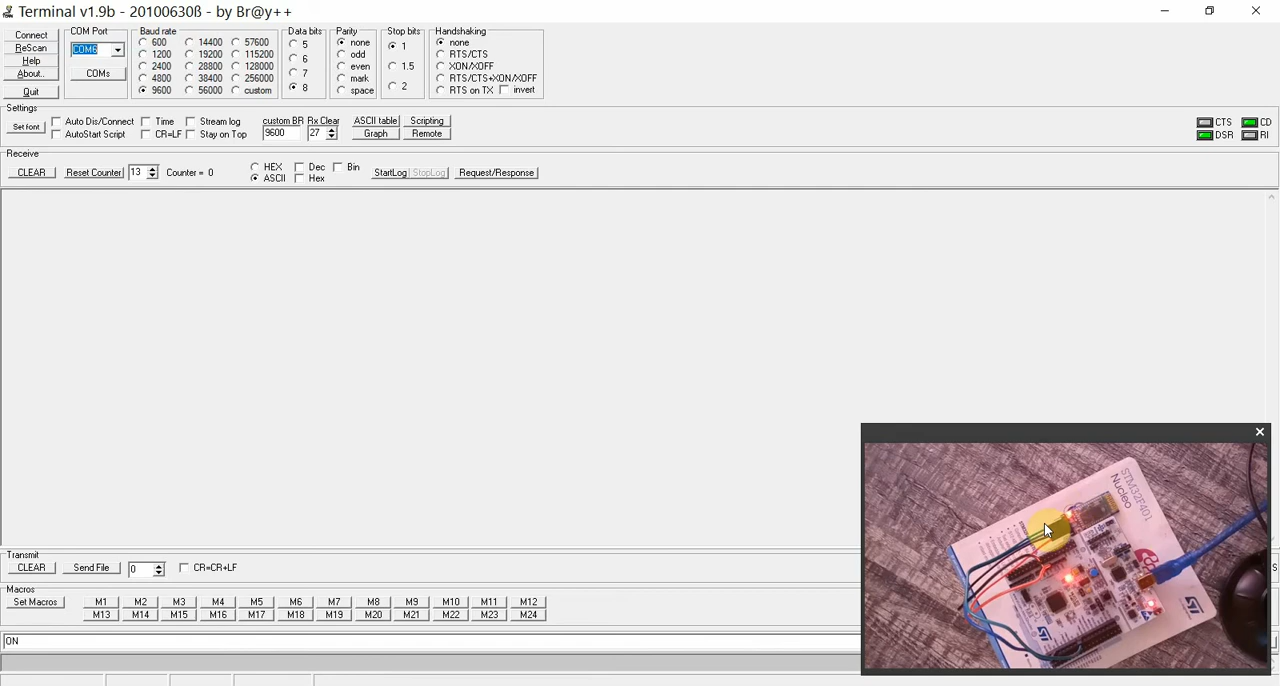 Terminal v1.9b - 20100630ß - by Br@y++
Connect
ReScan
Help
About..
Quit
COM Port
COM6
COMs
Baud rate
600 14400 57600
1200 19200 115200
2400 28800 128000
4800 38400 256000
9600 56000 custom
Data bits
5
6
7
8
Parity
none
odd
even
mark
space
Stop bits
1
1.5
2
Handshaking
none
RTS/CTS
XON/XOFF
RTS/CTS+XON/XOFF
RTS on TX invert
Settings
Set font
Auto Dis/Connect Time Stream log
AutoStart Script CR=LF Stay on Top
custom BR Rx Clear
9600 27
ASCII table Scripting
Graph Remote
CTS CD
DSR RI
Receive
CLEAR Reset Counter 13 Counter = 0
HEX Dec Bin
ASCII Hex
StartLog StopLog Request/Response
Transmit
CLEAR Send File 0 CR=CR+LF
S
Macros
Set Macros
M1 M2 M3 M4 M5 M6 M7 M8 M9 M10 M11 M12
M13 M14 M15 M16 M17 M18 M19 M20 M21 M22 M23 M24
ON
STM32F401
Nucleo
ST
ST